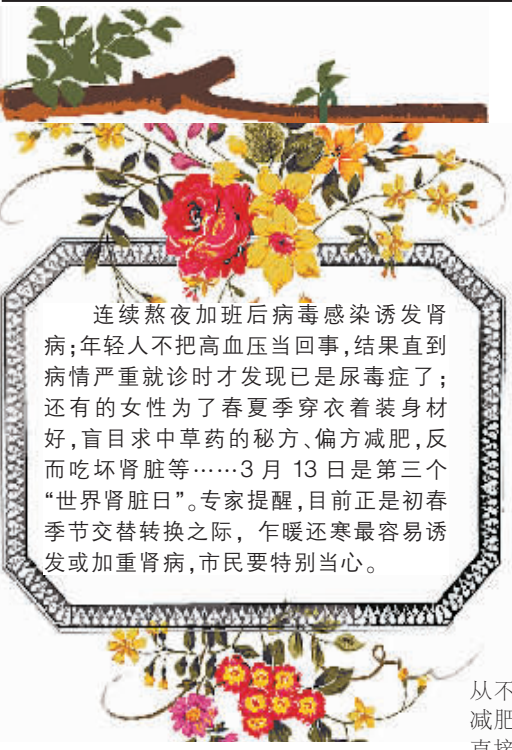 连续熬夜加班后病毒感染诱发肾
病;年轻人不把高血压当回事,结果直到
病情严重就诊时才发现已是尿毒症了;
还有的女性为了春夏季穿衣着装身材
好,盲目求中草药的秘方、偏方减肥,反
而吃坏肾脏等……3 月 13 日是第三个
“世界肾脏日”。专家提醒,目前正是初春
季节交替转换之际, 乍暖还寒最容易诱
发或加重肾病,市民要特别当心。
从不
减肥